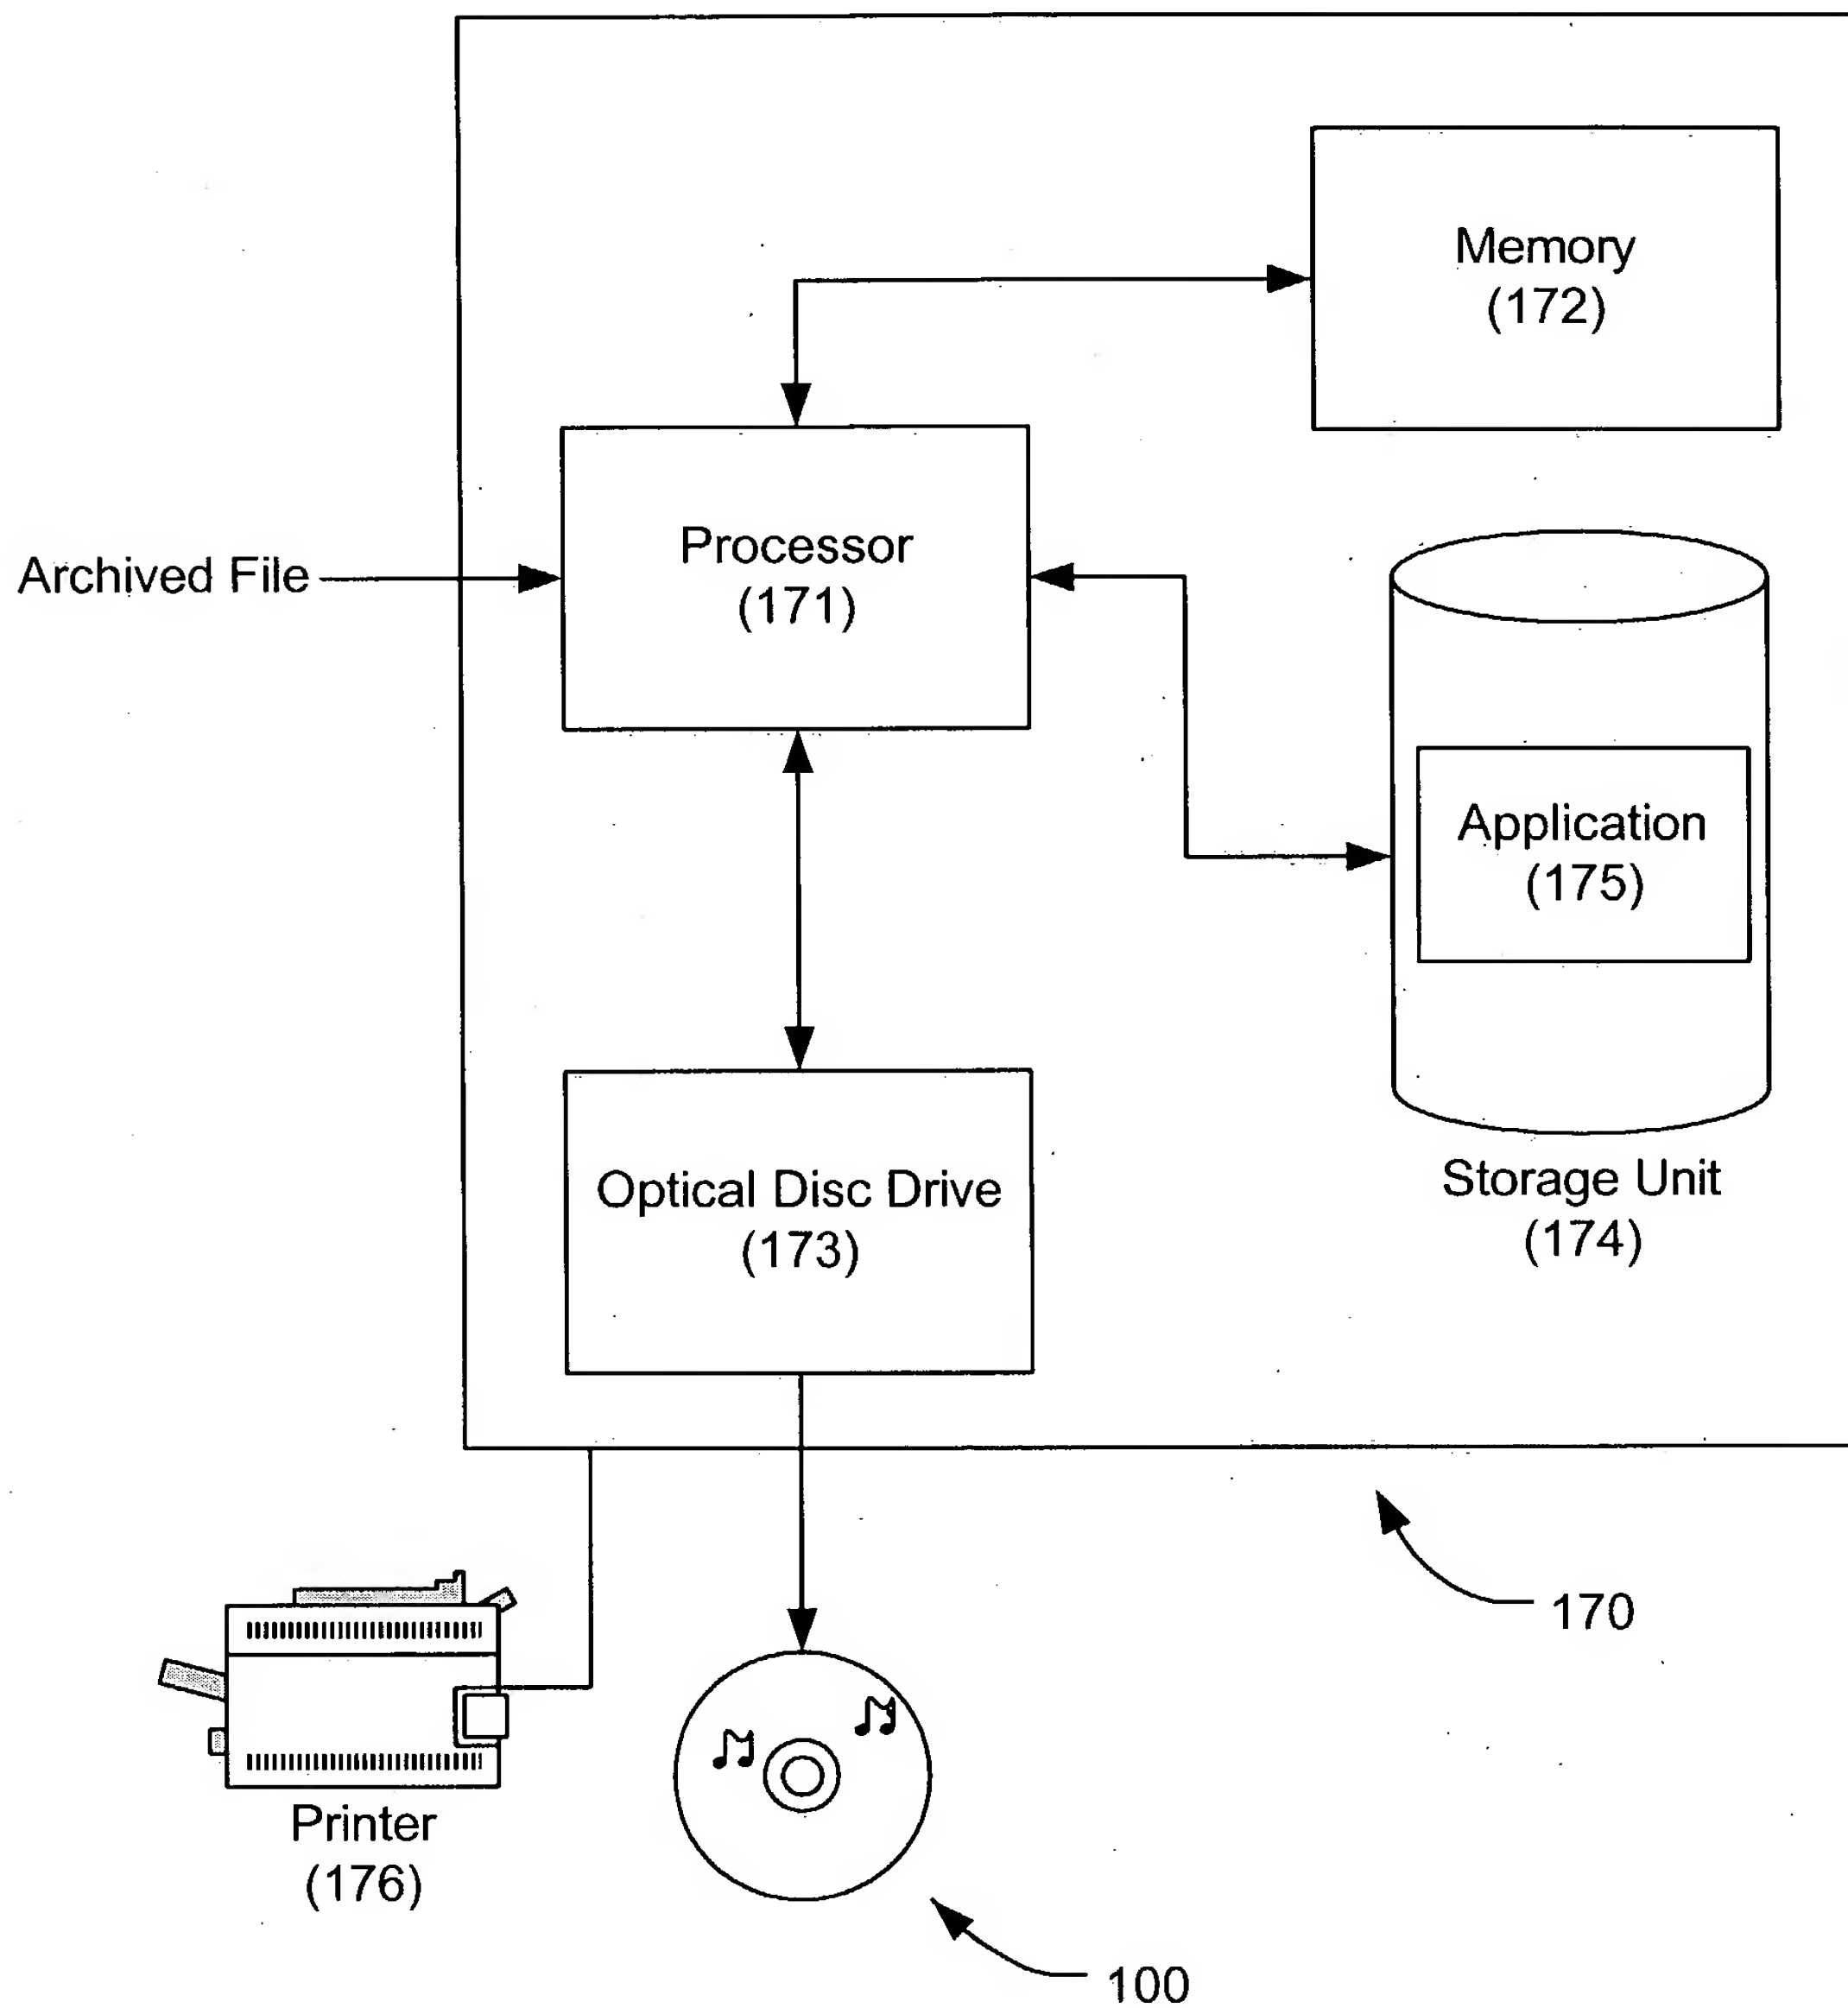 Memory
(172)
Archived File
Processor
(171)
Application
(175)
Optical Disc Drive
(173)
Storage Unit
(174)
170
Printer
(176)
100